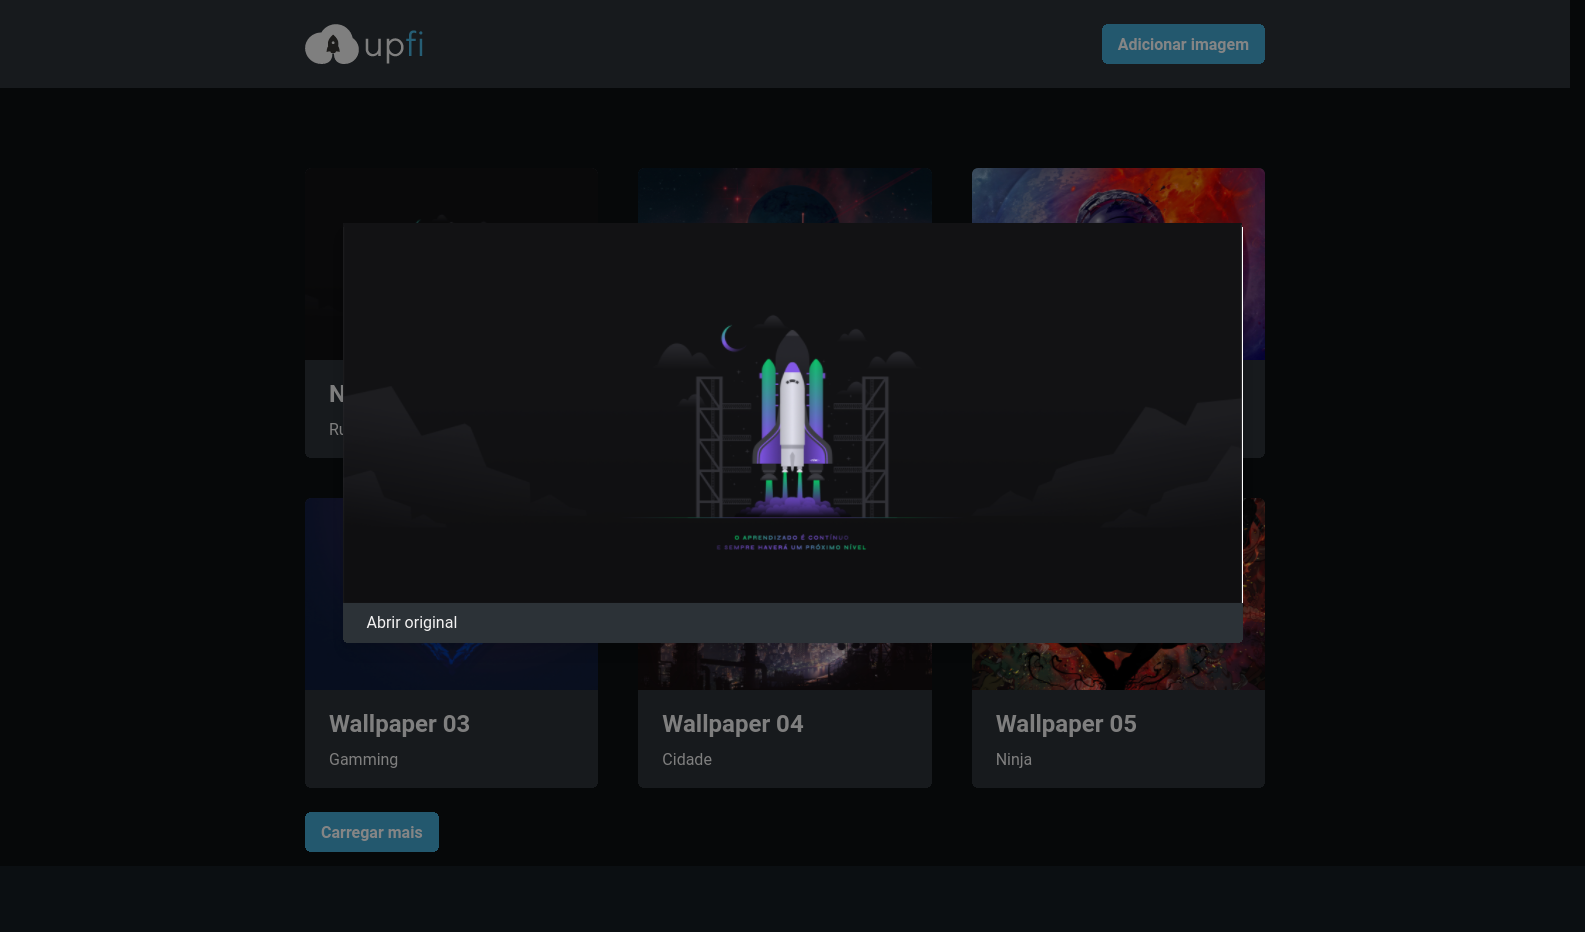 upfi
Adicionar imagem
O APRENDIZADO É CONTÍNUO
E SEMPRE HAVERÁ UM PRÓXIMO NÍVEL
Abrir original
Wallpaper 03
Gamming
Wallpaper 04
Cidade
Wallpaper 05
Ninja
Carregar mais